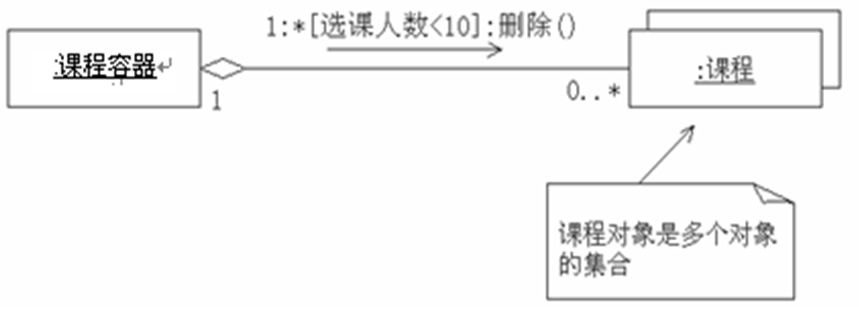 1:*[选课人数<10]:删除()
:课程容器↵
:课程
1
0..*
课程对象是多个对象
的集合